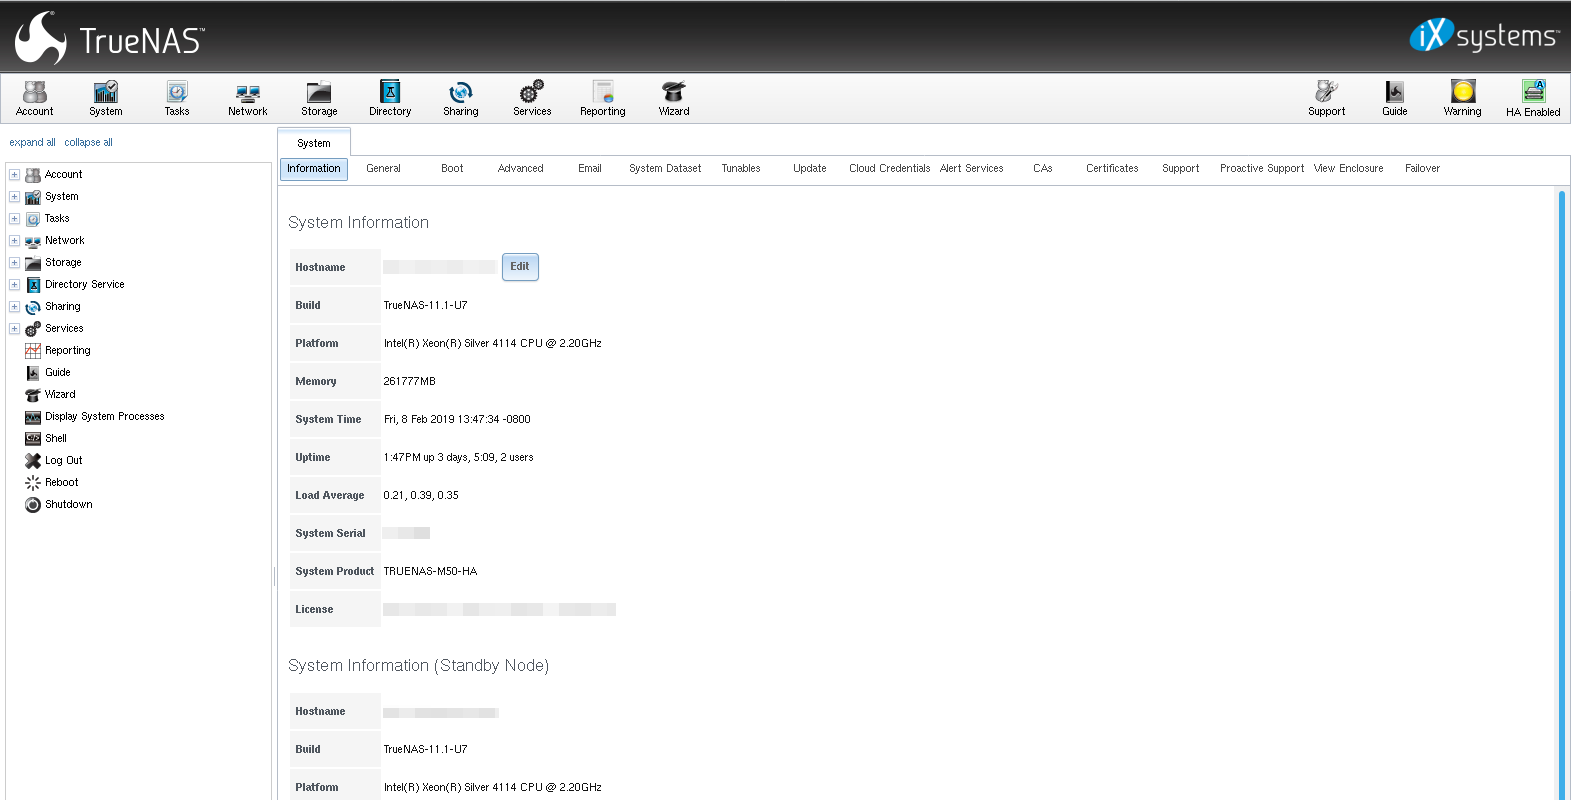 TrueNAS™
iXsystems™
Account System Tasks Network Storage Directory Sharing Services Reporting Wizard Support Guide Warning HA Enabled
expand all collapse all
Account
System
Tasks
Network
Storage
Directory Service
Sharing
Services
Reporting
Guide
Wizard
Display System Processes
Shell
Log Out
Reboot
Shutdown
System
Information General Boot Advanced Email System Dataset Tunables Update Cloud Credentials Alert Services CAs Certificates Support Proactive Support View Enclosure Failover
System Information
Hostname Edit
Build TrueNAS-11.1-U7
Platform Intel(R) Xeon(R) Silver 4114 CPU @ 2.20GHz
Memory 261777MB
System Time Fri, 8 Feb 2019 13:47:34 -0800
Uptime 1:47PM up 3 days, 5:09, 2 users
Load Average 0.21, 0.39, 0.35
System Serial
System Product TRUENAS-M50-HA
License
System Information (Standby Node)
Hostname
Build TrueNAS-11.1-U7
Platform Intel(R) Xeon(R) Silver 4114 CPU @ 2.20GHz